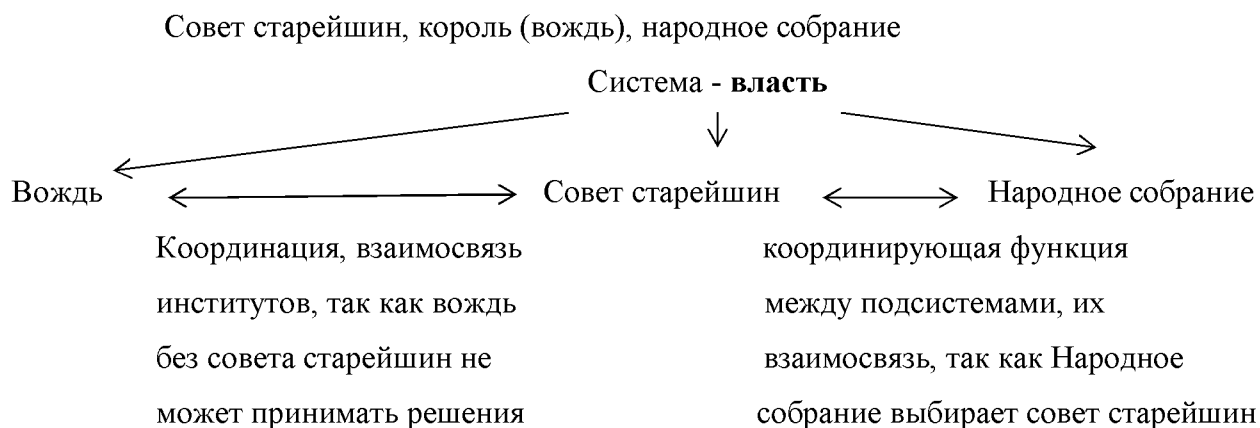 Совет старейшин, король (вождь), народное собрание
Система - власть
Вождь
Совет старейшин
Народное собрание
Координация, взаимосвязь
институтов, так как вождь
без совета старейшин не
может принимать решения
координирующая функция
между подсистемами, их
взаимосвязь, так как Народное
собрание выбирает совет старейшин